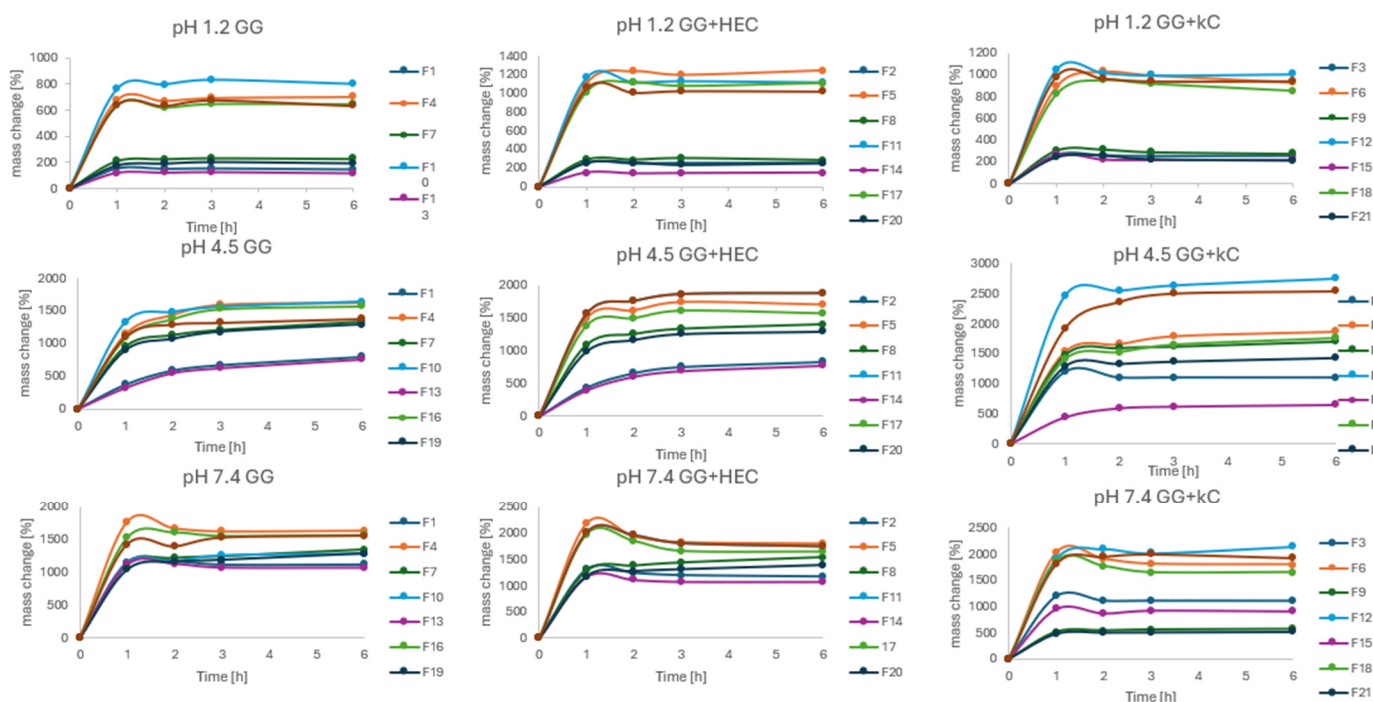 pH 1.2 GG
mass change [%]
1000
800
600
400
200
0
0 1 2 3 4 5 6
Time [h]
F1
F4
F7
F1
0
F1
3
pH 1.2 GG+HEC
mass change [%]
1400
1200
1000
800
600
400
200
0
0 1 2 3 4 5 6
Time [h]
F2
F5
F8
F11
F14
F17
F20
pH 1.2 GG+kC
mass change [%]
1200
1000
800
600
400
200
0
0 1 2 3 4 5 6
Time [h]
F3
F6
F9
F12
F15
F18
F21
pH 4.5 GG
mass change [%]
2000
1500
1000
500
0
0 1 2 3 4 5 6
Time [h]
F1
F4
F7
F10
F13
F16
F19
pH 4.5 GG+HEC
mass change [%]
2000
1500
1000
500
0
0 1 2 3 4 5 6
Time [h]
F2
F5
F8
F11
F14
F17
F20
pH 4.5 GG+kC
mass change [%]
3000
2500
2000
1500
1000
500
0
0 1 2 3 4 5 6
Time [h]
pH 7.4 GG
mass change [%]
2000
1500
1000
500
0
0 1 2 3 4 5 6
Time [h]
F1
F4
F7
F10
F13
F16
F19
pH 7.4 GG+HEC
mass change [%]
2500
2000
1500
1000
500
0
0 1 2 3 4 5 6
Time [h]
F2
F5
F8
F11
F14
17
F20
pH 7.4 GG+kC
mass change [%]
2500
2000
1500
1000
500
0
0 1 2 3 4 5 6
Time [h]
F3
F6
F9
F12
F15
F18
F21